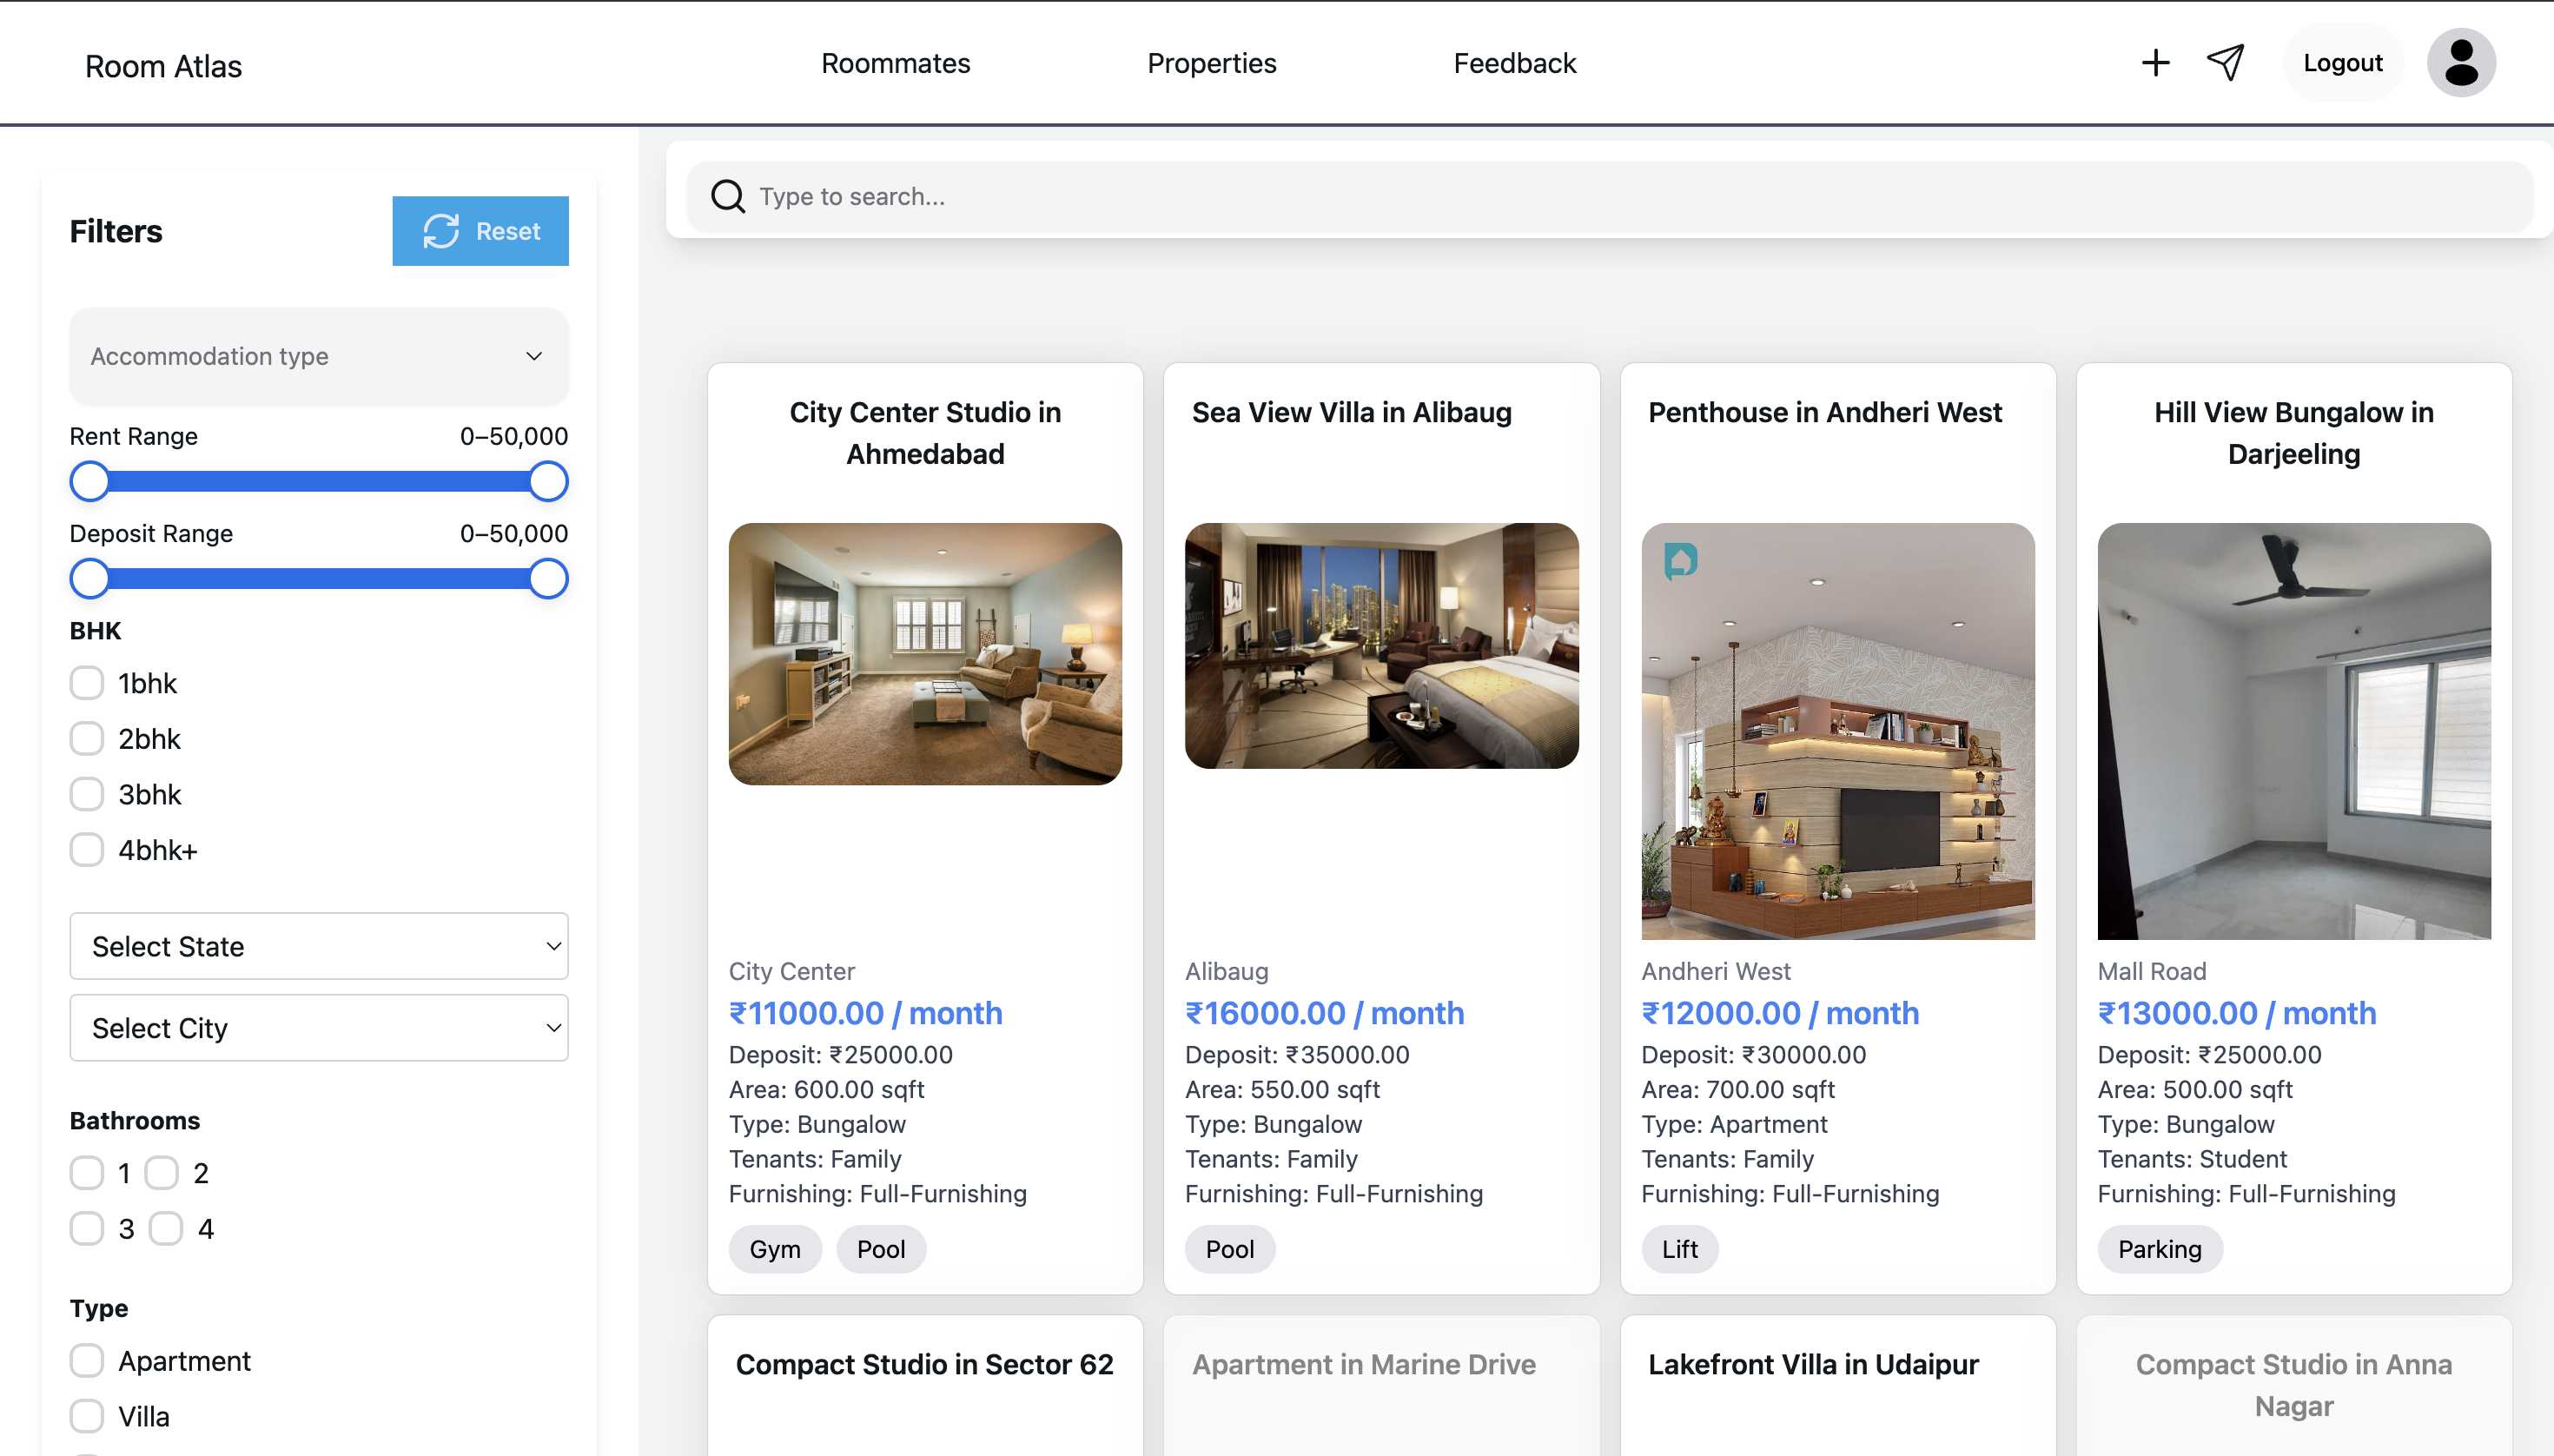 Room Atlas
Roommates
Properties
Feedback
Logout
Filters
Reset
Accommodation type
Rent Range
0–50,000
Deposit Range
0–50,000
BHK
1bhk
2bhk
3bhk
4bhk+
Select State
Select City
Bathrooms
1
2
3
4
Type
Apartment
Villa
Type to search...
City Center Studio in
Ahmedabad
City Center
₹11000.00 / month
Deposit: ₹25000.00
Area: 600.00 sqft
Type: Bungalow
Tenants: Family
Furnishing: Full-Furnishing
Gym
Pool
Sea View Villa in Alibaug
Alibaug
₹16000.00 / month
Deposit: ₹35000.00
Area: 550.00 sqft
Type: Bungalow
Tenants: Family
Furnishing: Full-Furnishing
Pool
Penthouse in Andheri West
Andheri West
₹12000.00 / month
Deposit: ₹30000.00
Area: 700.00 sqft
Type: Apartment
Tenants: Family
Furnishing: Full-Furnishing
Lift
Hill View Bungalow in
Darjeeling
Mall Road
₹13000.00 / month
Deposit: ₹25000.00
Area: 500.00 sqft
Type: Bungalow
Tenants: Student
Furnishing: Full-Furnishing
Parking
Compact Studio in Sector 62
Apartment in Marine Drive
Lakefront Villa in Udaipur
Compact Studio in Anna
Nagar